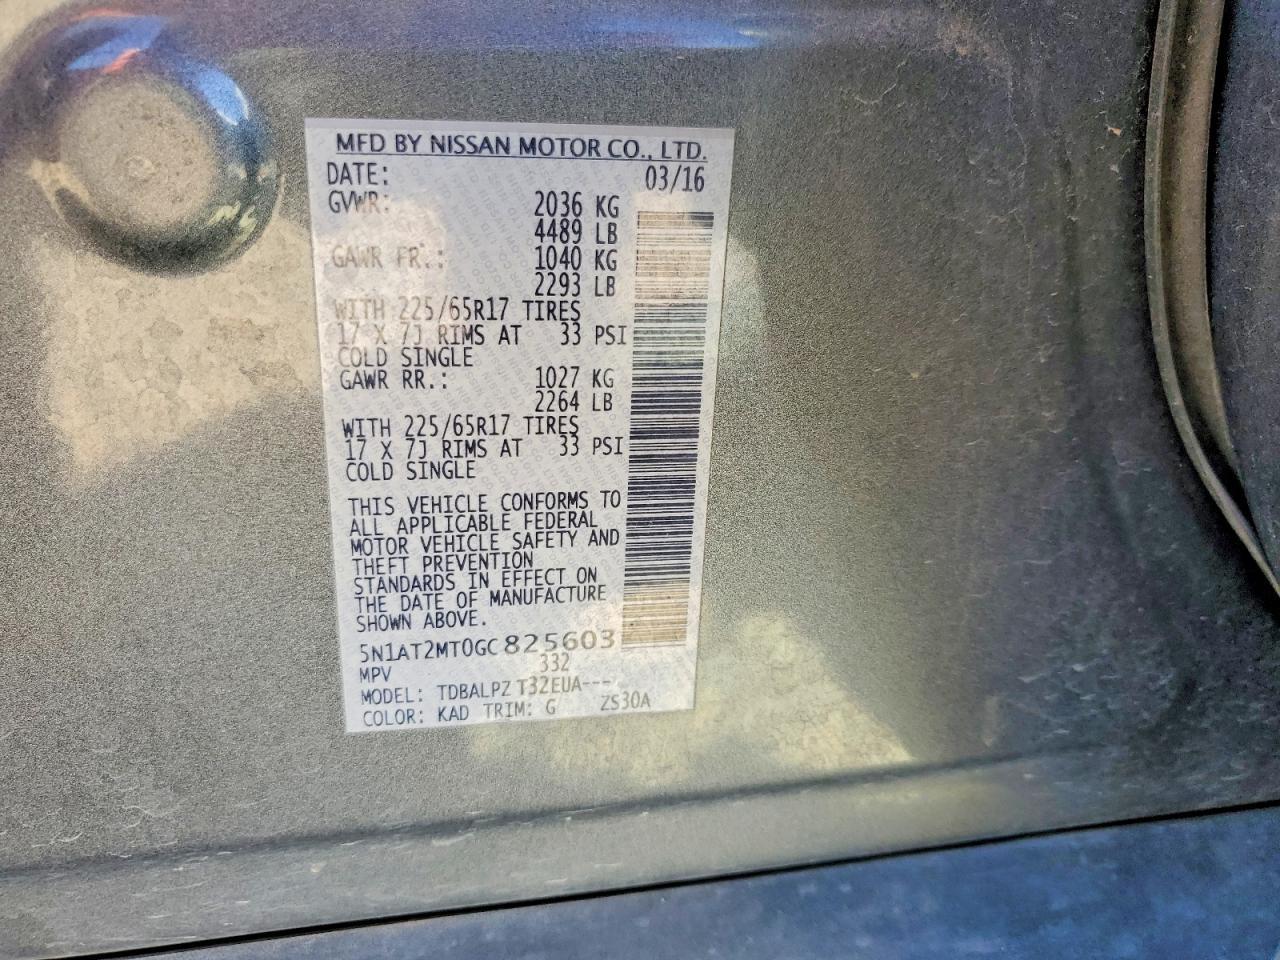 MFD BY NISSAN MOTOR CO., LTD.
DATE: 03/16
GVWR: 2036 KG
4489 LB
GAWR FR.: 1040 KG
2293 LB
WITH 225/65R17 TIRES
17 X 7J RIMS AT 33 PSI
COLD SINGLE
GAWR RR.: 1027 KG
2264 LB
WITH 225/65R17 TIRES
17 X 7J RIMS AT 33 PSI
COLD SINGLE
THIS VEHICLE CONFORMS TO
ALL APPLICABLE FEDERAL
MOTOR VEHICLE SAFETY AND
THEFT PREVENTION
STANDARDS IN EFFECT ON
THE DATE OF MANUFACTURE
SHOWN ABOVE.
5N1AT2MT0GC825603
MPV 332
MODEL: TDBALPZ T32EUA---
COLOR: KAD TRIM: G ZS30A